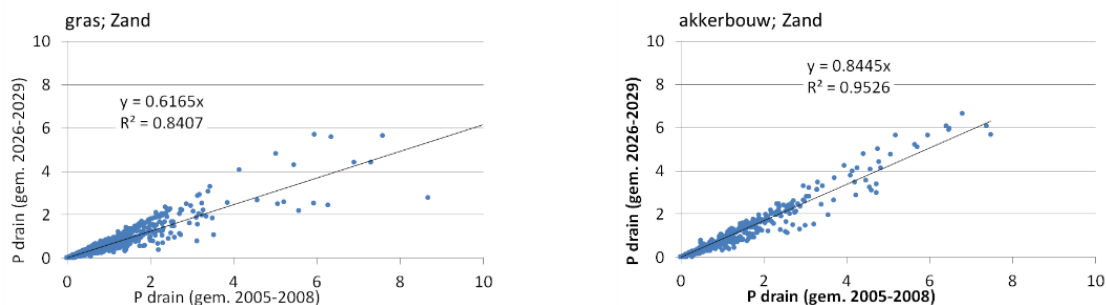 gras; Zand
10
8
6
4
2
0
P drain (gem. 2026-2029)
y = 0.6165x
R² = 0.8407
0 2 4 6 8 10
P drain (gem. 2005-2008)
akkerbouw; Zand
10
8
6
4
2
0
P drain (gem. 2026-2029)
y = 0.8445x
R² = 0.9526
0 2 4 6 8 10
P drain (gem. 2005-2008)